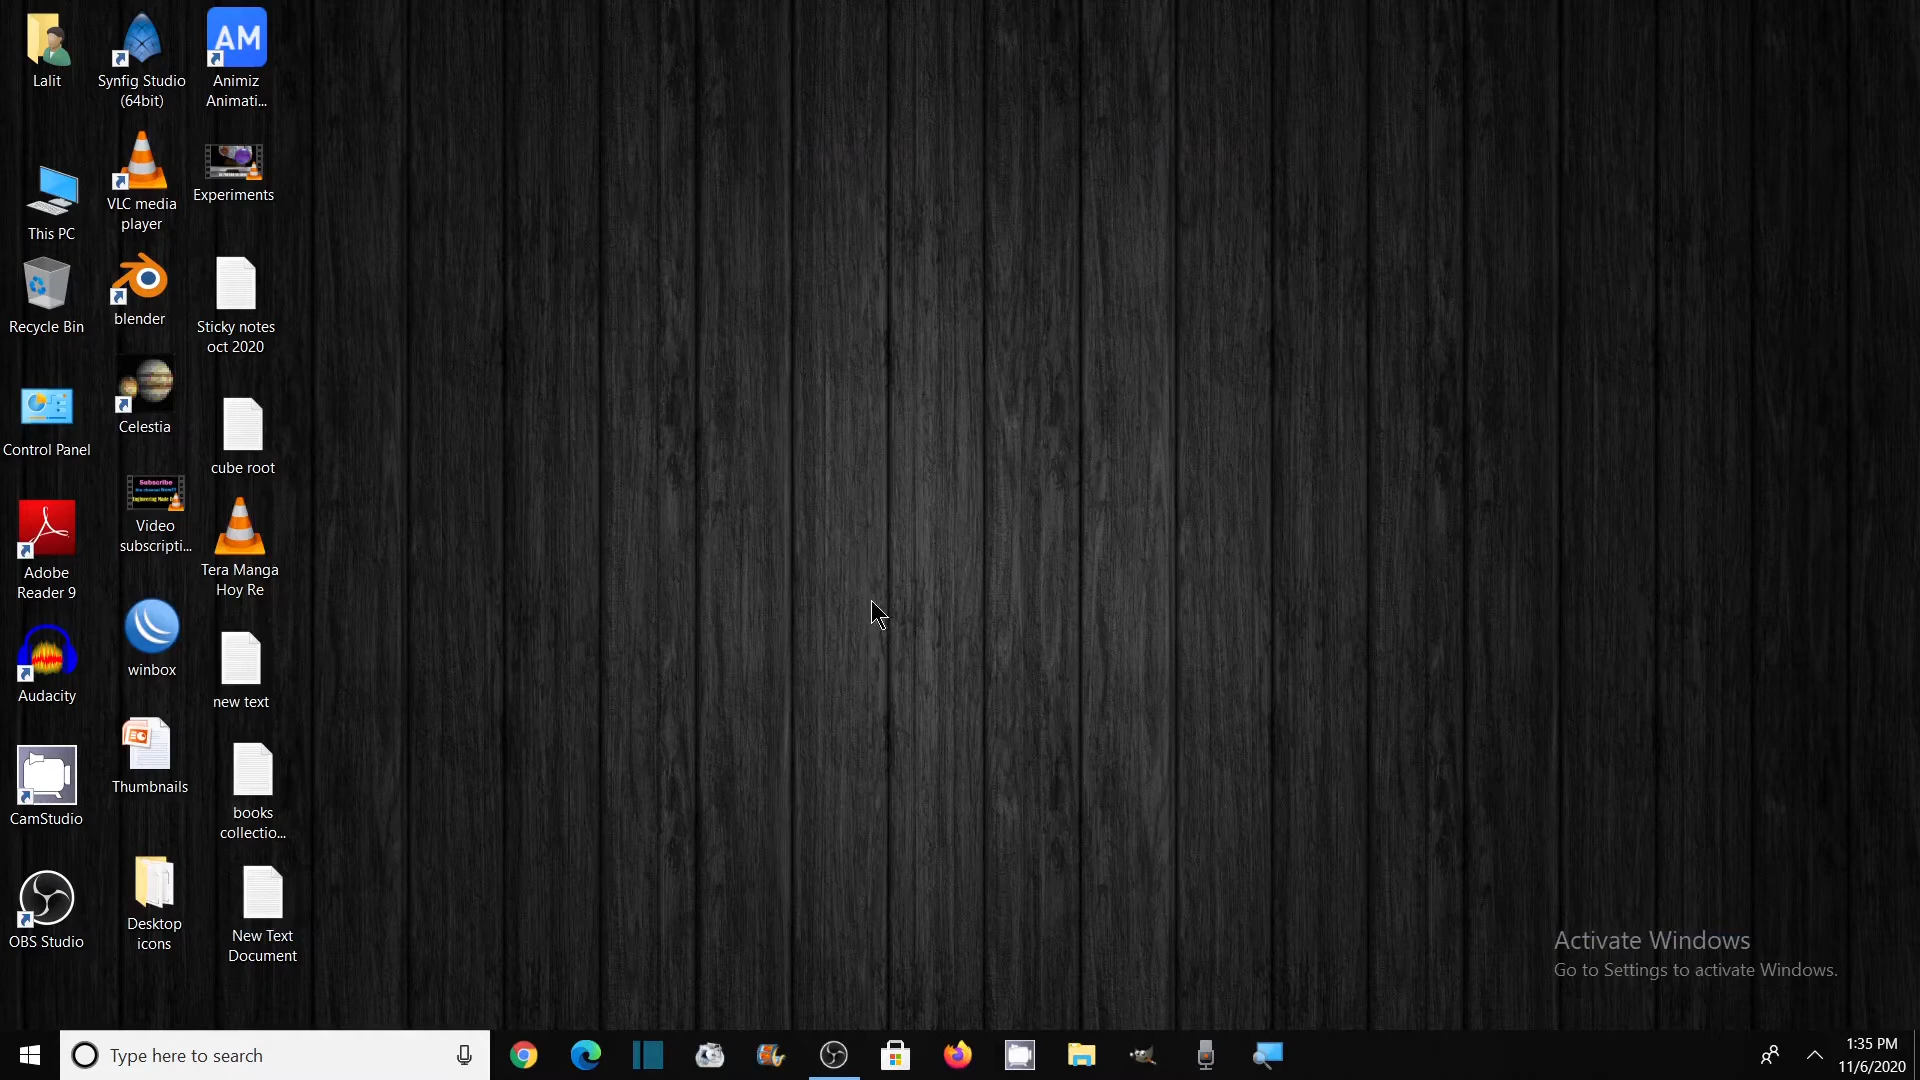 Lalit
Synfig Studio
(64bit)
AM
Animiz
Animati...
This PC
VLC media
player
Experiments
Recycle Bin
blender
Sticky notes
oct 2020
Control Panel
Celestia
cube root
Adobe
Reader 9
Subscribe
Video
subscripti...
Tera Manga
Hoy Re
Audacity
winbox
new text
CamStudio
Thumbnails
books
collectio...
OBS Studio
Desktop
icons
New Text
Document
Activate Windows
Go to Settings to activate Windows.
Type here to search
1:35 PM
11/6/2020